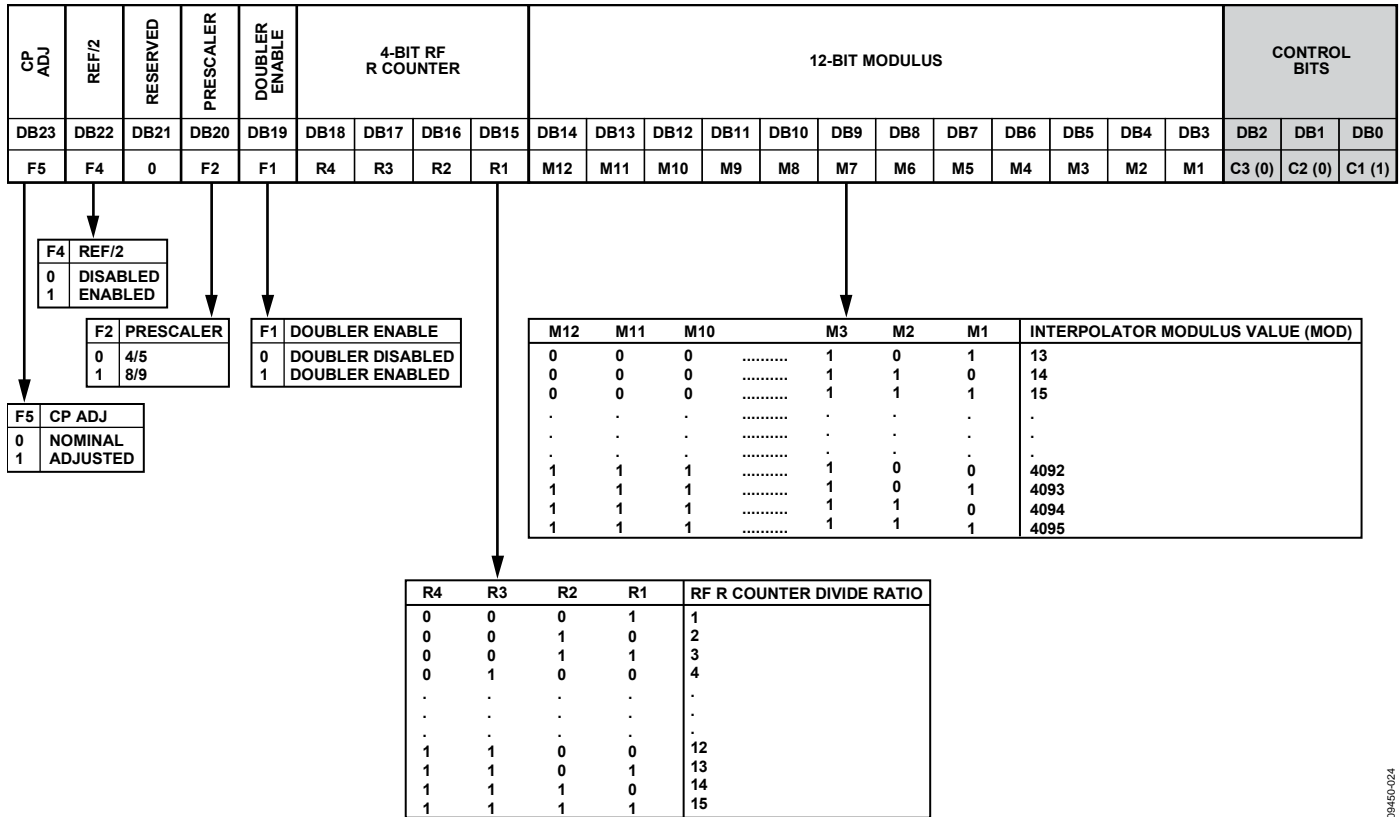 CP ADJ
REF/2
RESERVED
PRESCALER
DOUBLER ENABLE
4-BIT RF
R COUNTER
12-BIT MODULUS
CONTROL
BITS
DB23 DB22 DB21 DB20 DB19 DB18 DB17 DB16 DB15 DB14 DB13 DB12 DB11 DB10 DB9 DB8 DB7 DB6 DB5 DB4 DB3 DB2 DB1 DB0
F5 F4 0 F2 F1 R4 R3 R2 R1 M12 M11 M10 M9 M8 M7 M6 M5 M4 M3 M2 M1 C3 (0) C2 (0) C1 (1)
F4 REF/2
0 DISABLED
1 ENABLED
F2 PRESCALER
0 4/5
1 8/9
F1 DOUBLER ENABLE
0 DOUBLER DISABLED
1 DOUBLER ENABLED
F5 CP ADJ
0 NOMINAL
1 ADJUSTED
M12 M11 M10 M3 M2 M1 INTERPOLATOR MODULUS VALUE (MOD)
0 0 0 .......... 1 0 1 13
0 0 0 .......... 1 1 0 14
0 0 0 .......... 1 1 1 15
. . . .......... . . . .
. . . .......... . . . .
. . . .......... . . . .
1 1 1 .......... 1 0 0 4092
1 1 1 .......... 1 0 1 4093
1 1 1 .......... 1 1 0 4094
1 1 1 .......... 1 1 1 4095
R4 R3 R2 R1 RF R COUNTER DIVIDE RATIO
0 0 0 1 1
0 0 1 0 2
0 0 1 1 3
0 1 0 0 4
. . . . .
. . . . .
. . . . .
1 1 0 0 12
1 1 0 1 13
1 1 1 0 14
1 1 1 1 15
09450-024